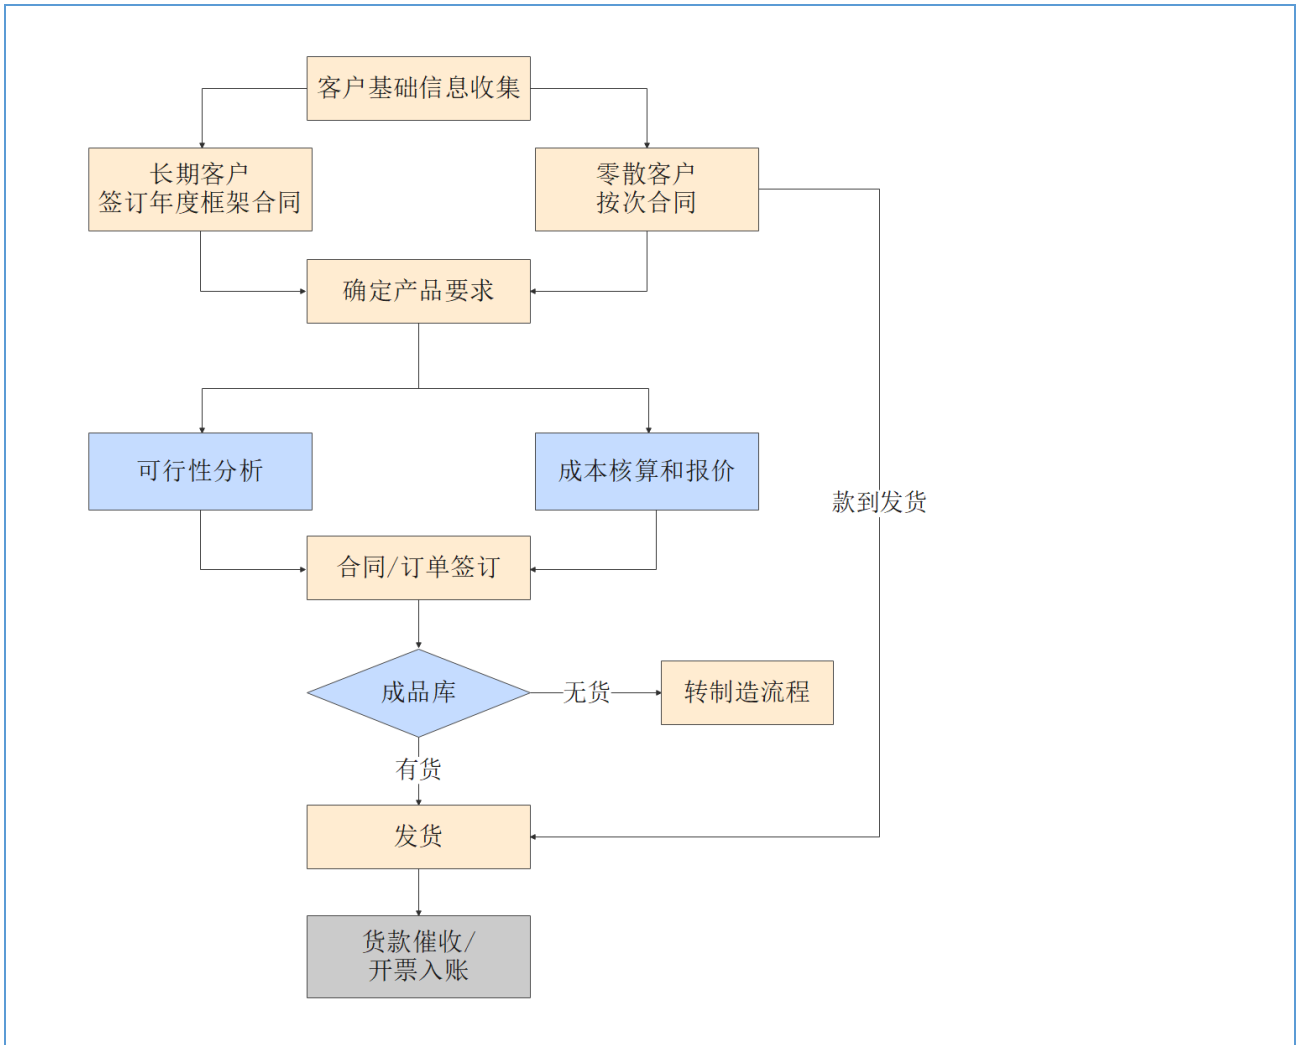 客户基础信息收集
长期客户
签订年度框架合同
零散客户
按次合同
确定产品要求
可行性分析
成本核算和报价
款到发货
合同/订单签订
成品库
无货
转制造流程
有货
发货
货款催收/
开票入账